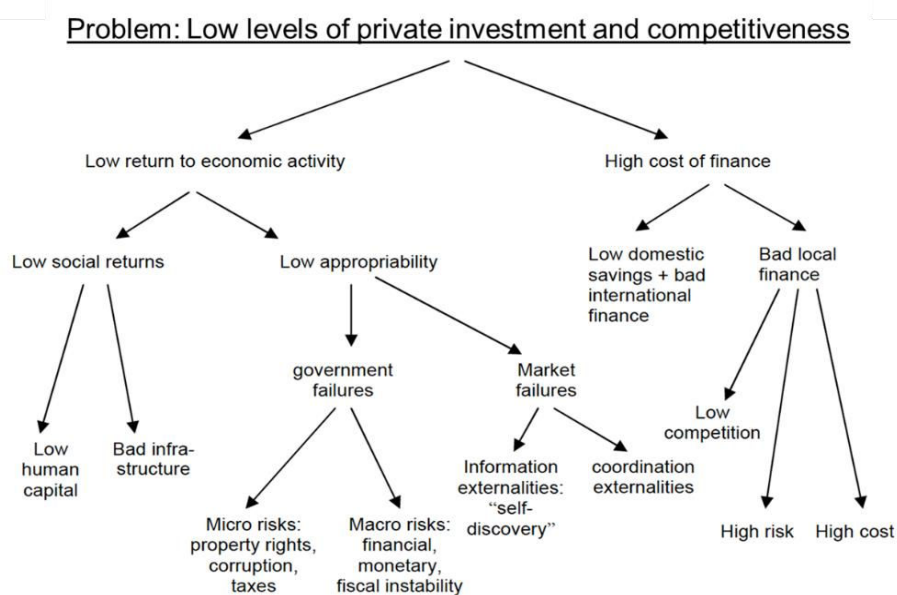 Problem: Low levels of private investment and competitiveness
Low return to economic activity
High cost of finance
Low social returns
Low appropriability
Low domestic
savings + bad
international
finance
Bad local
finance
government
failures
Market
failures
Low
competition
Low
human
capital
Bad infra-
structure
Information
externalities:
“self-
discovery”
coordination
externalities
Micro risks:
property rights,
corruption,
taxes
Macro risks:
financial,
monetary,
fiscal instability
High risk
High cost